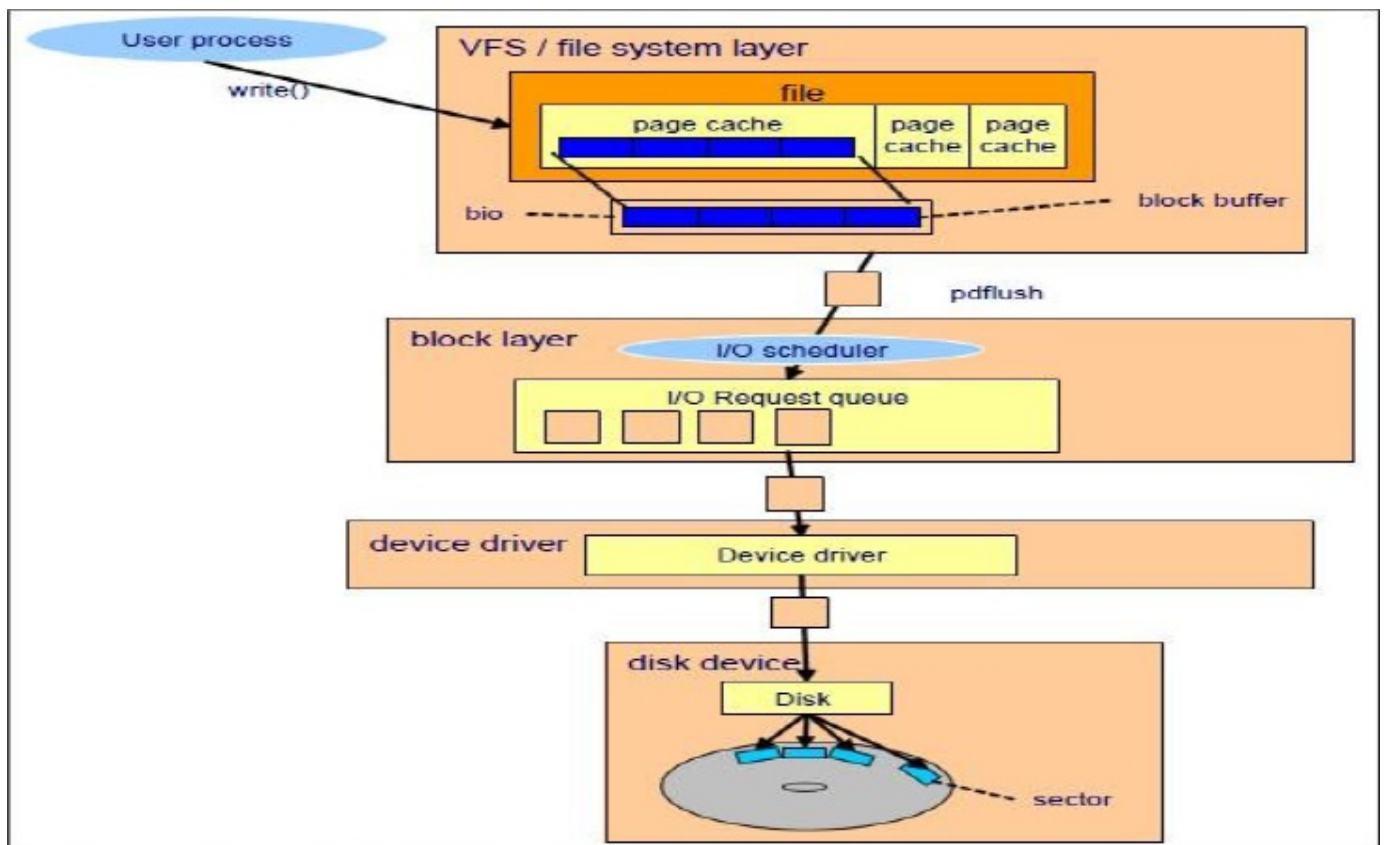 User process
VFS / file system layer
write()
file
page cache
page
cache
page
cache
bio
block buffer
pdflush
block layer
I/O scheduler
I/O Request queue
device driver
Device driver
disk device
Disk
sector